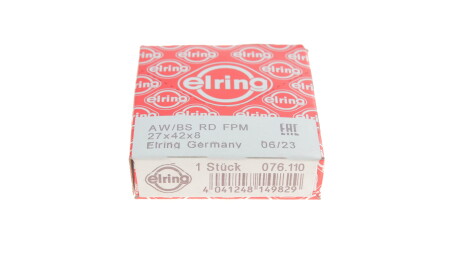 elring
AW/BS RD FPM
27x42x8
Elring Germany 06/23
EAC
elring
1 Stück 076.110
4 041248 149829